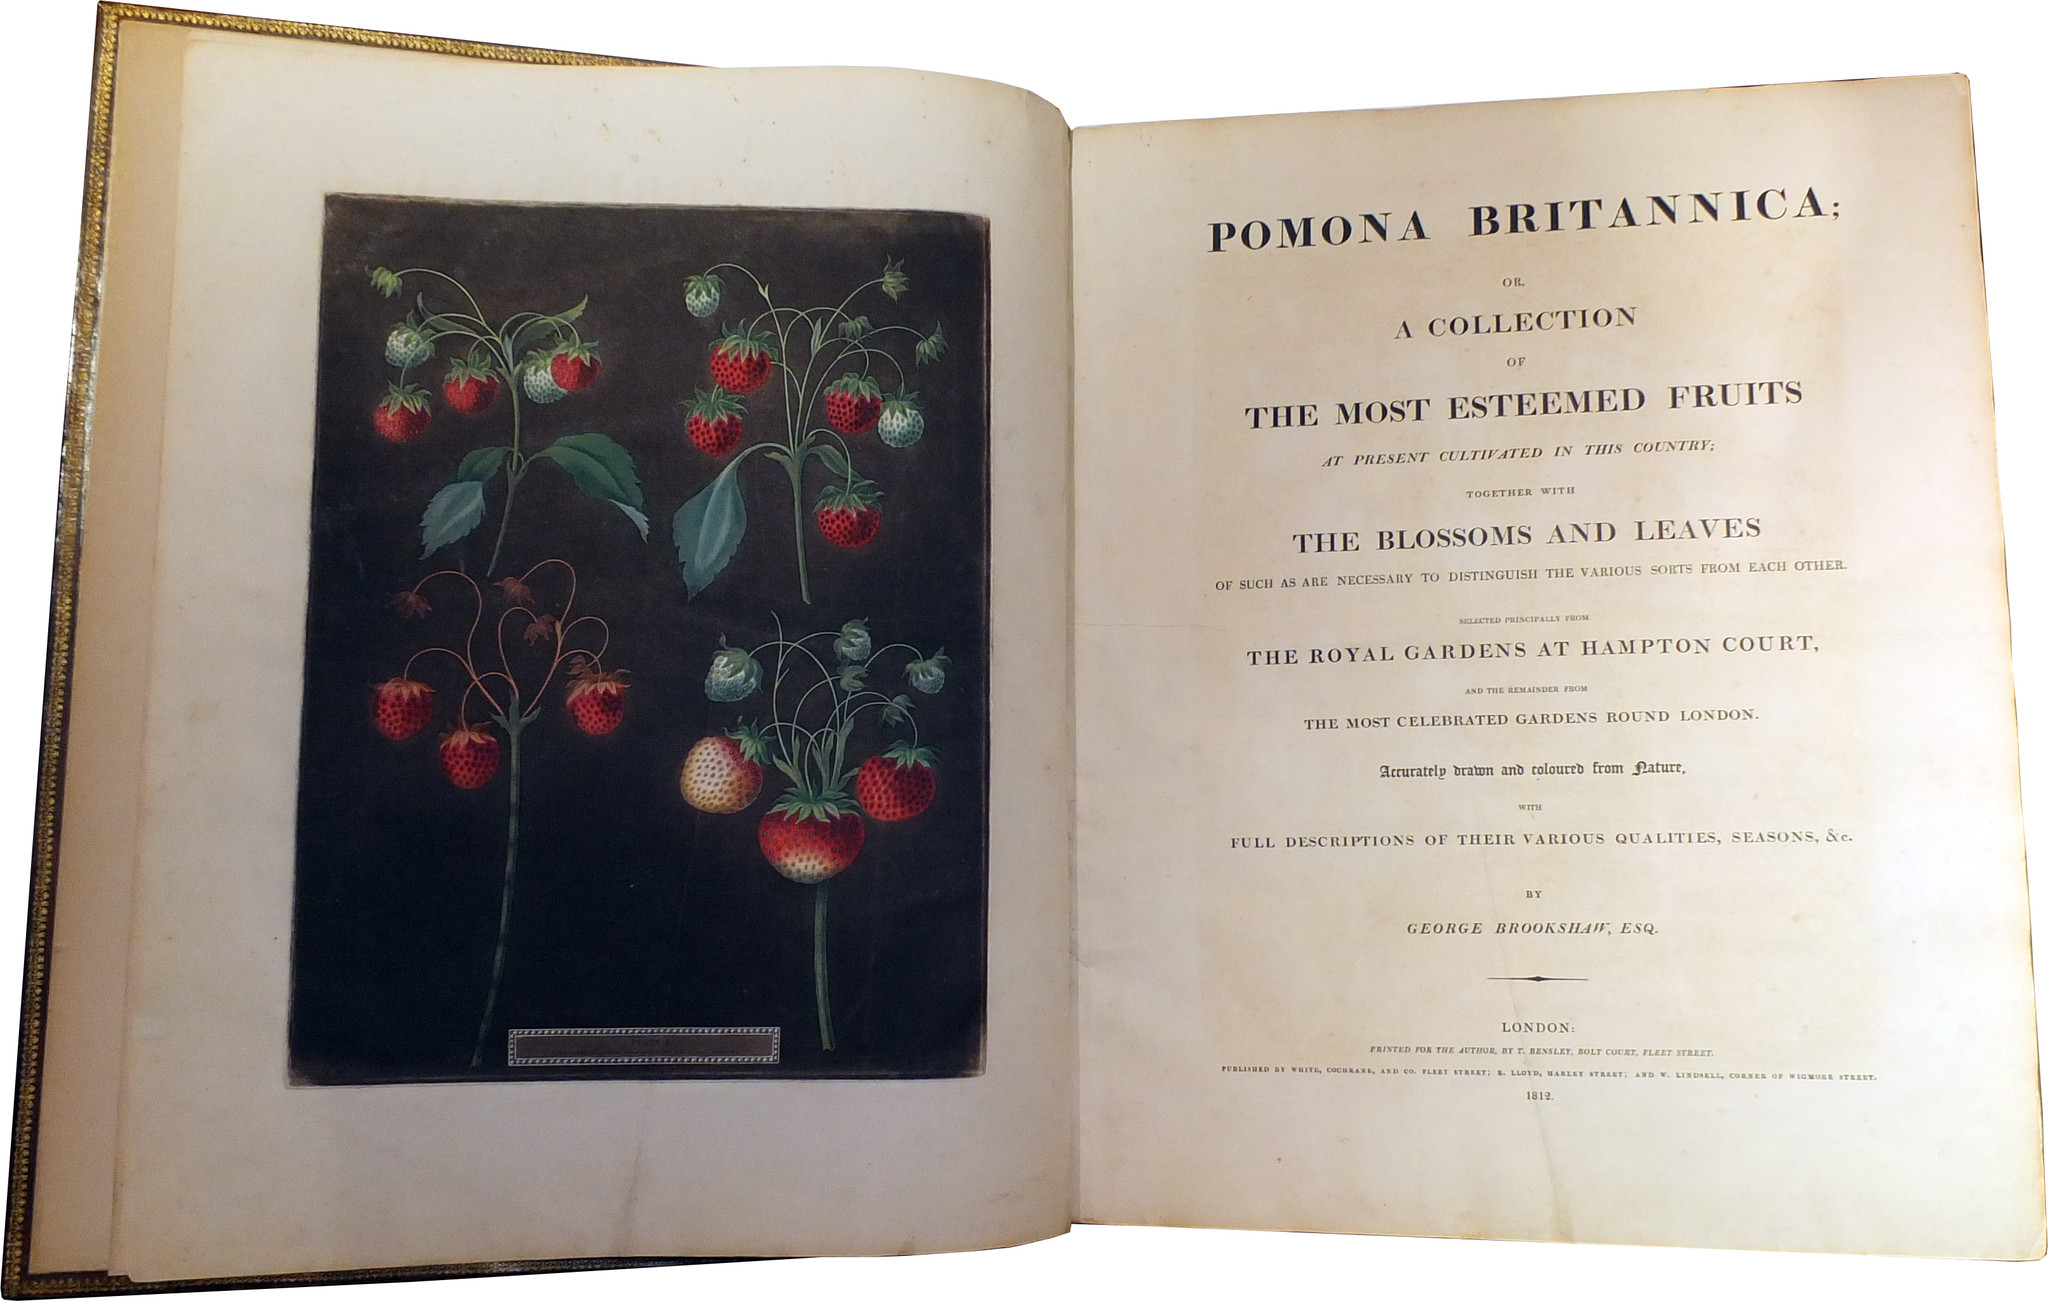 POMONA BRITANNICA;
OR,
A COLLECTION
OF
THE MOST ESTEEMED FRUITS
AT PRESENT CULTIVATED IN THIS COUNTRY;
TOGETHER WITH
THE BLOSSOMS AND LEAVES
OF SUCH AS ARE NECESSARY TO DISTINGUISH THE VARIOUS SORTS FROM EACH OTHER.
SELECTED PRINCIPALLY FROM
THE ROYAL GARDENS AT HAMPTON COURT,
AND THE REMAINDER FROM
THE MOST CELEBRATED GARDENS ROUND LONDON.
Accurately drawn and coloured from Nature,
WITH
FULL DESCRIPTIONS OF THEIR VARIOUS QUALITIES, SEASONS, &c.
BY
GEORGE BROOKSHAW, ESQ.
LONDON:
PRINTED FOR THE AUTHOR, BY T. BENSLEY, BOLT COURT, FLEET STREET.
PUBLISHED BY WHITE, COCHRANE, AND CO. FLEET STREET; E. LLOYD, HARLEY STREET; AND W. LINDSELL, CORNER OF WIGMORE STREET.
1812.